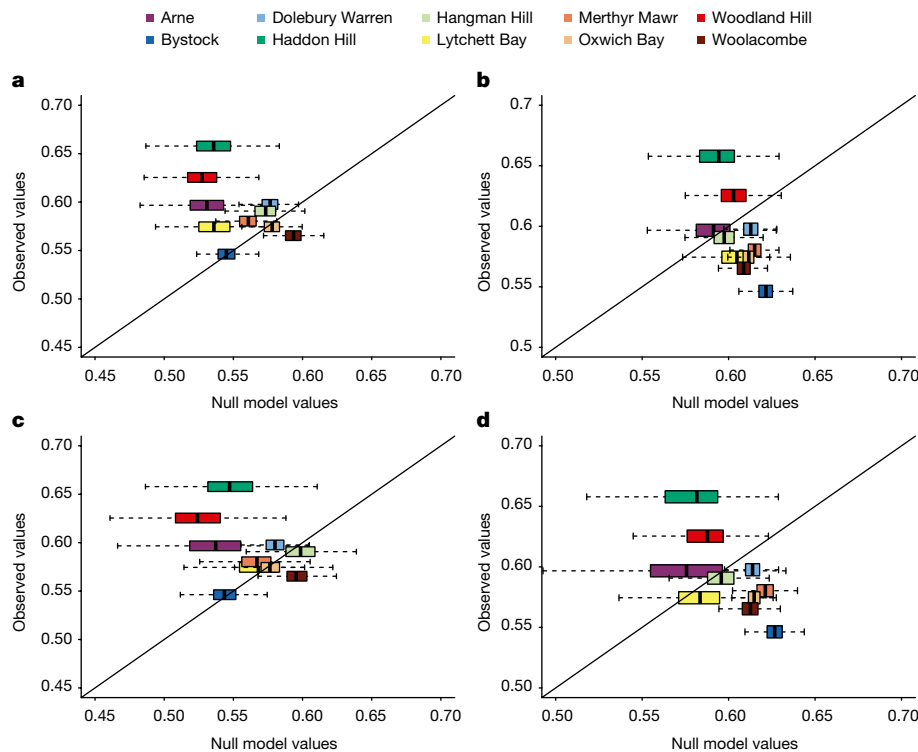 Arne Dolebury Warren Hangman Hill Merthyr Mawr Woodland Hill
Bystock Haddon Hill Lytchett Bay Oxwich Bay Woolacombe
a
0.70
0.65
0.60
0.55
0.50
0.45
Observed values
0.45 0.50 0.55 0.60 0.65 0.70
Null model values
b
0.7
0.65
0.60
0.55
0.5
Observed values
0.50 0.55 0.60 0.65 0.70
Null model values
c
0.70
0.65
0.60
0.55
0.50
0.45
Observed values
0.45 0.50 0.55 0.60 0.65 0.70
Null model values
d
0.70
0.65
0.60
0.55
0.50
Observed values
0.50 0.55 0.60 0.65 0.70
Null model values